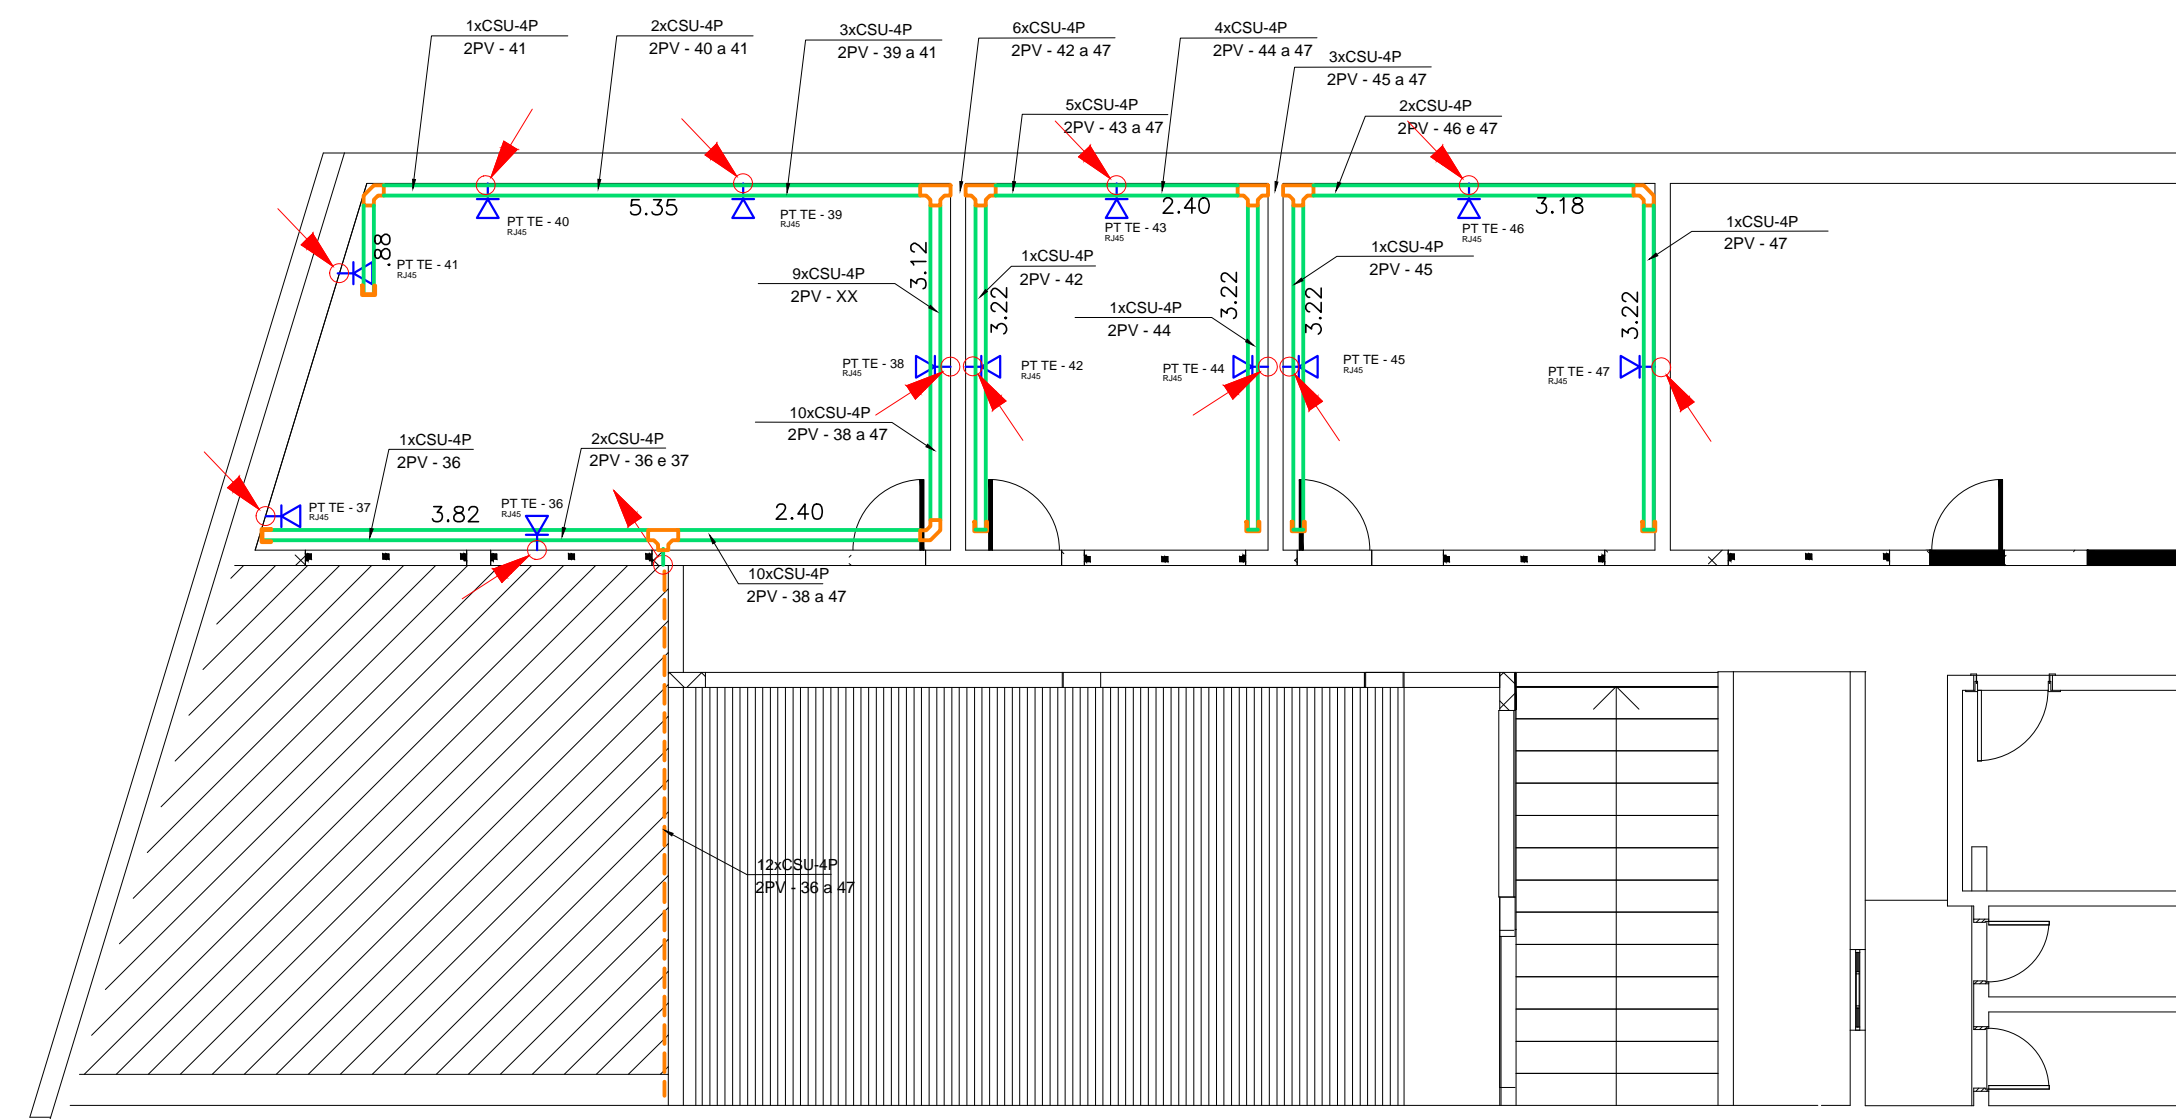 1xCSU-4P
2PV - 41
2xCSU-4P
2PV - 40 a 41
3xCSU-4P
2PV - 39 a 41
6xCSU-4P
2PV - 42 a 47
4xCSU-4P
2PV - 44 a 47
3xCSU-4P
2PV - 45 a 47
5xCSU-4P
2PV - 43 a 47
2xCSU-4P
2PV - 46 e 47
PT TE - 40
RJ45
5.35
PT TE - 39
RJ45
PT TE - 43
RJ45
2.40
PT TE - 46
RJ45
3.18
1xCSU-4P
2PV - 47
.88
PT TE - 41
RJ45
9xCSU-4P
2PV - XX
3.12
1xCSU-4P
2PV - 42
3.22
1xCSU-4P
2PV - 44
3.22
1xCSU-4P
2PV - 45
3.22
3.22
PT TE - 38
RJ45
PT TE - 42
RJ45
PT TE - 44
RJ45
PT TE - 45
RJ45
PT TE - 47
RJ45
10xCSU-4P
2PV - 38 a 47
1xCSU-4P
2PV - 36
2xCSU-4P
2PV - 36 e 37
PT TE - 37
RJ45
3.82
PT TE - 36
RJ45
2.40
10xCSU-4P
2PV - 38 a 47
12xCSU-4P
2PV - 36 a 47